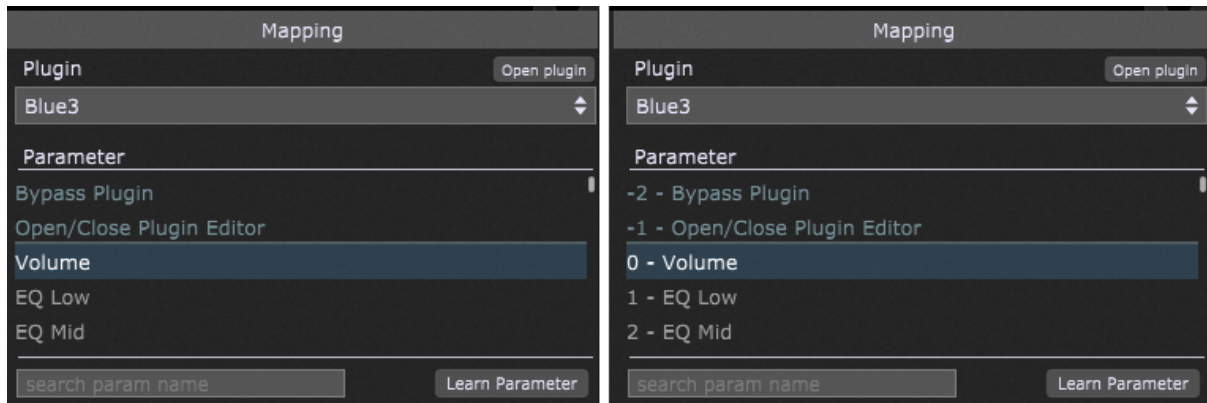 Mapping
Plugin
Open plugin
Blue3
Parameter
Bypass Plugin
Open/Close Plugin Editor
Volume
EQ Low
EQ Mid
search param name
Learn Parameter
Mapping
Plugin
Open plugin
Blue3
Parameter
-2 - Bypass Plugin
-1 - Open/Close Plugin Editor
0 - Volume
1 - EQ Low
2 - EQ Mid
search param name
Learn Parameter